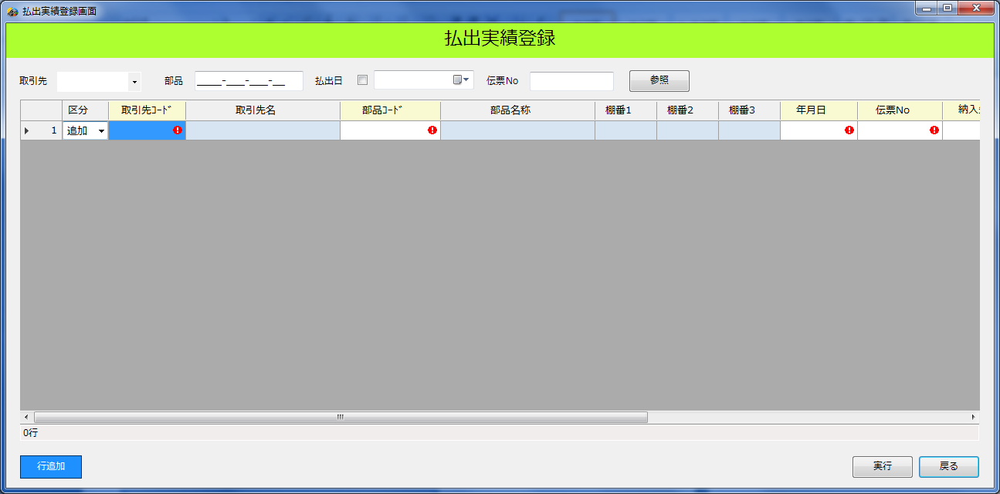 払出実績登録画面
払出実績登録
取引先 部品 _____-____-____-___ 払出日 伝票No 参照
区分 取引先ｺｰﾄﾞ 取引先名 部品ｺｰﾄﾞ 部品名称 棚番1 棚番2 棚番3 年月日 伝票No 納入
1 追加
0行
行追加 実行 戻る